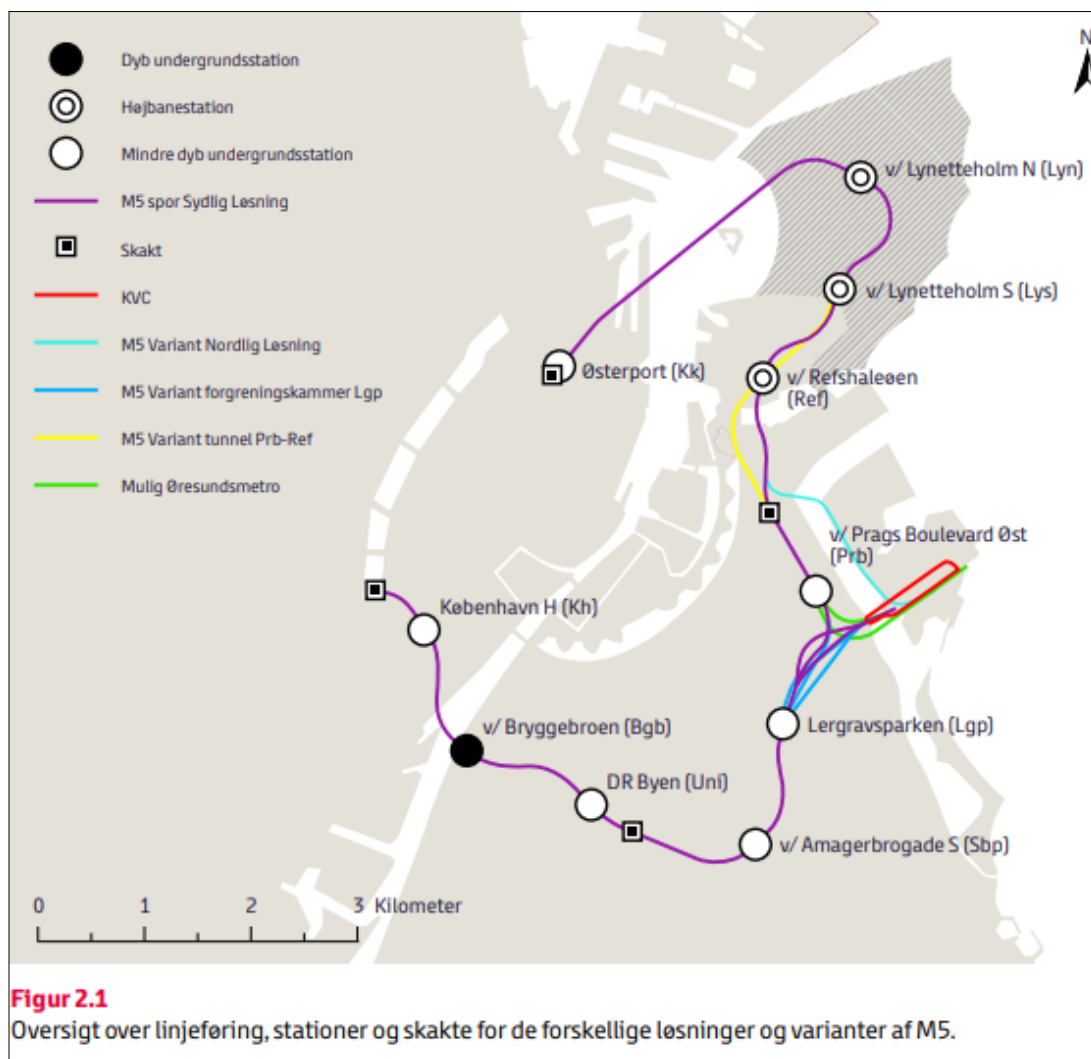 Dyb undergrundsstation
Højbanestation
Mindre dyb undergrundsstation
M5 spor Sydlig Løsning
Skakt
KVC
M5 Variant Nordlig Løsning
M5 Variant forgreningskammer Lgp
M5 Variant tunnel Prb-Ref
Mulig Øresundsmetro
N
v/ Lynetteholm N (Lyn)
v/ Lynetteholm S (Lys)
Østerport (Kk)
v/ Refshaleøen
(Ref)
v/ Prags Boulevard Øst
(Prb)
København H (Kh)
v/ Bryggebroen (Bgb)
Lergravsparken (Lgp)
DR Byen (Uni)
v/ Amagerbrogade S (Sbp)
0 1 2 3 Kilometer
Figur 2.1
Oversigt over linjeføring, stationer og skakte for de forskellige løsninger og varianter af M5.